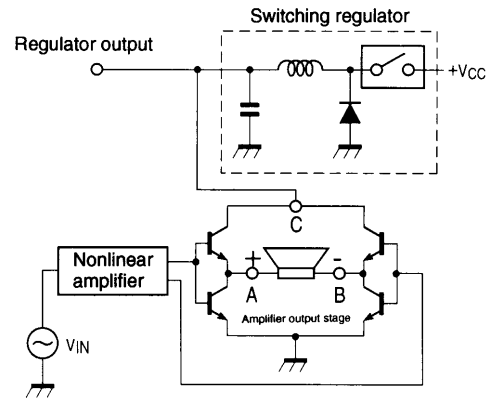 Switching regulator
Regulator output
+VCC
C
Nonlinear
amplifier
+
-
A
B
Amplifier output stage
VIN